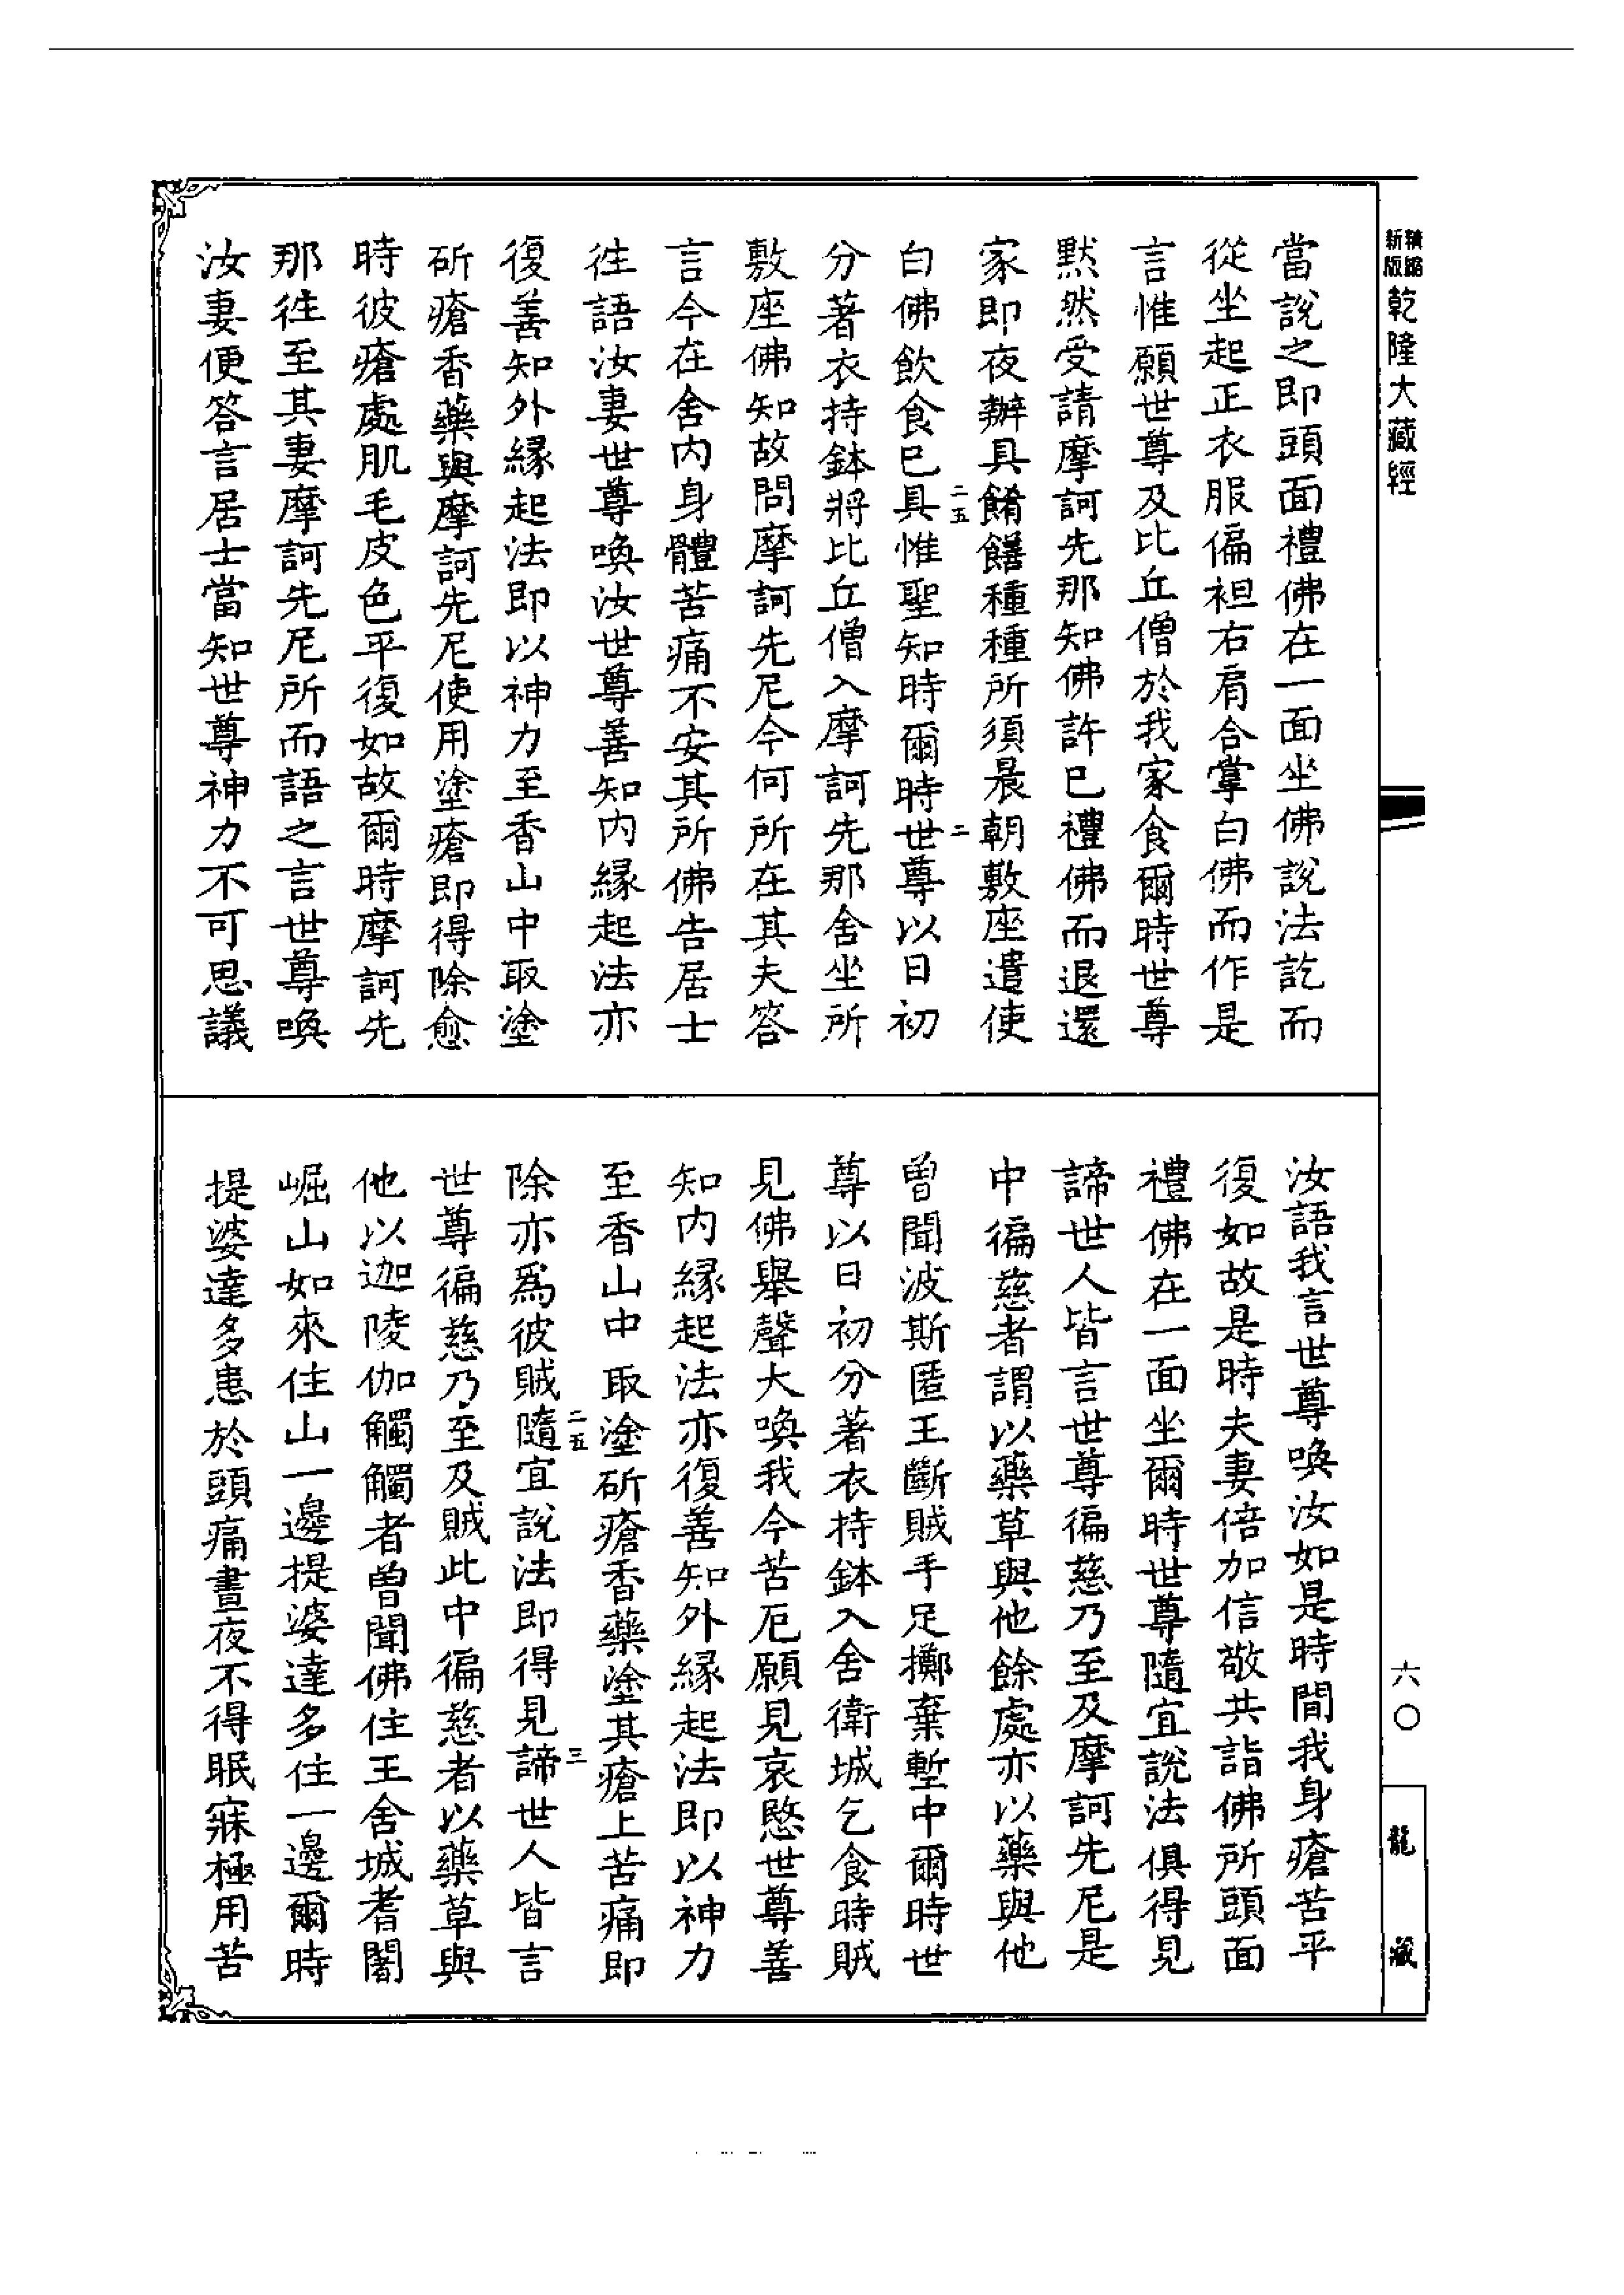 精縮新版乾隆大藏經
當說之即頭面禮佛在一面坐佛說法訖而
從坐起正衣服偏袒右肩合掌白佛而作是
言惟願世尊及比丘僧於我家食爾時世尊
默然受請摩訶先那知佛許已禮佛而退還
家即夜辦具餚饍種種所須晨朝敷座遣使
二五
白佛飲食已具惟聖知時爾時世尊以日初
二
分著衣持鉢將比丘僧入摩訶先那舍坐所
敷座佛知故問摩訶先尼今何所在其夫答
言今在舍內身體苦痛不安其所佛告居士
往語汝妻世尊喚汝世尊善知內緣起法亦
復善知外緣起法即以神力至香山中取塗
斫瘡香藥與摩訶先尼使用塗瘡即得除愈
時彼瘡處肌毛皮色平復如故爾時摩訶先
那往至其妻摩訶先尼所而語之言世尊喚
汝妻便答言居士當知世尊神力不可思議
汝語我言世尊喚汝如是時間我身瘡苦平
復如故是時夫妻倍加信敬共詣佛所頭面
禮佛在一面坐爾時世尊隨宜說法俱得見
諦世人皆言世尊徧慈乃至及摩訶先尼是
中徧慈者謂以藥草與他餘處亦以藥與他
曾聞波斯匿王斷賊手足擲棄塹中爾時世
尊以日初分著衣持鉢入舍衛城乞食時賊
見佛舉聲大喚我今苦厄願見哀愍世尊善
知內緣起法亦復善知外緣起法即以神力
至香山中取塗斫瘡香藥塗其瘡上苦痛即
二五
三
除亦爲彼賊隨宜說法即得見諦世人皆言
世尊徧慈乃至及賊此中徧慈者以藥草與
他以迦陵伽觸觸者曾聞佛住王舍城耆闍
崛山如來住山一邊提婆達多住一邊爾時
提婆達多患於頭痛晝夜不得眠寐極用苦
六〇
龍藏